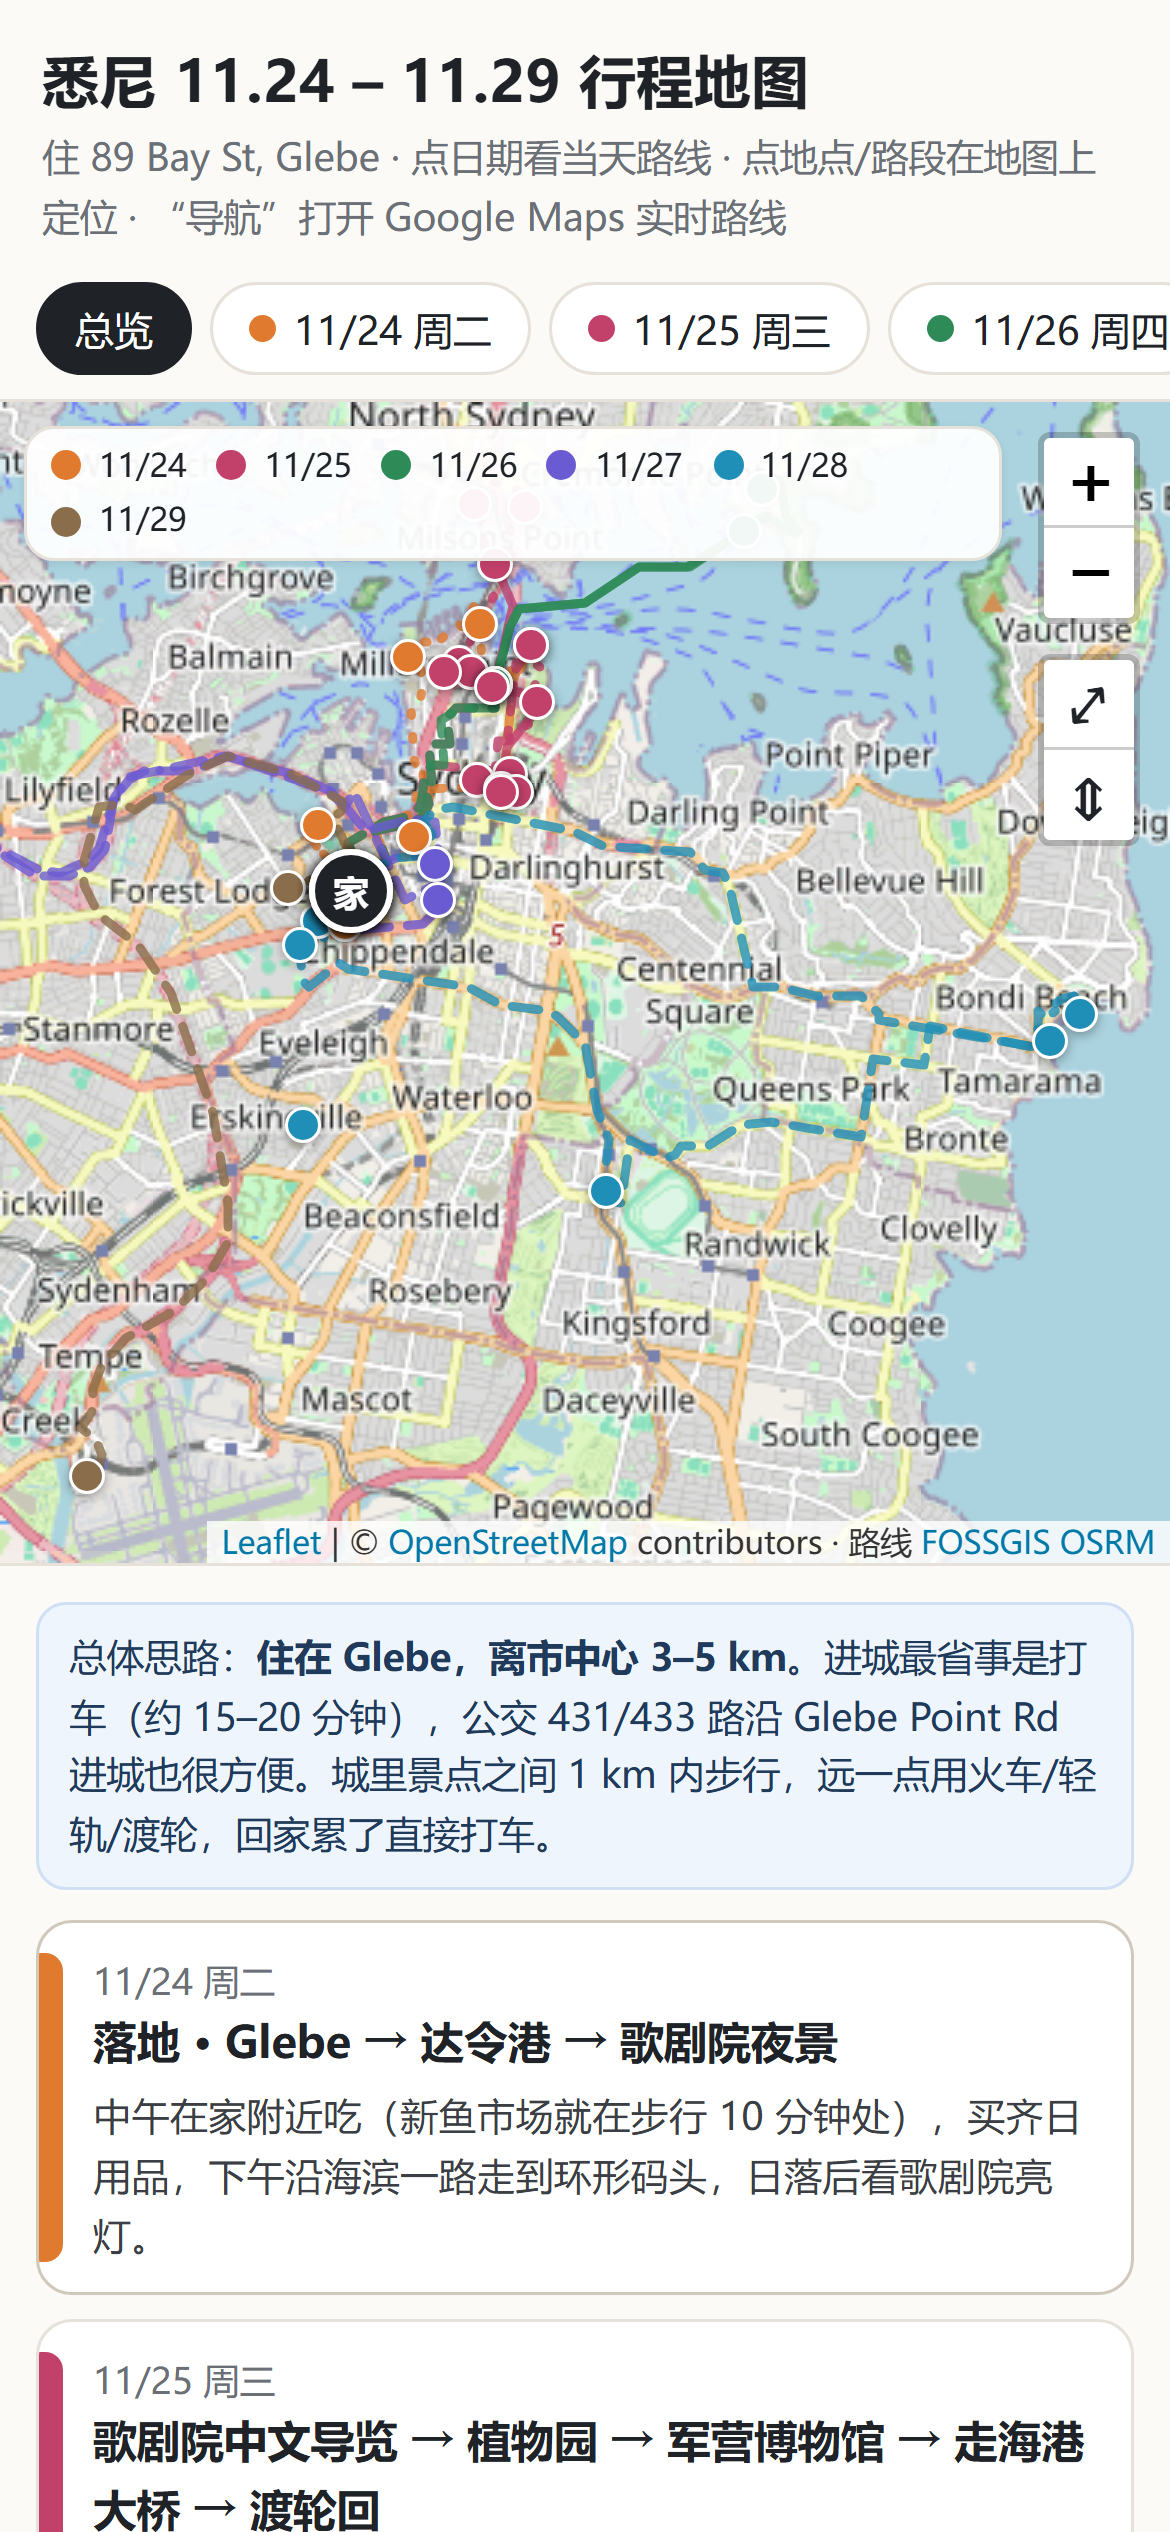 悉尼 11.24 – 11.29 行程地图
住 89 Bay St, Glebe · 点日期看当天路线 · 点地点/路段在地图上
定位 · “导航”打开 Google Maps 实时路线
总览
11/24 周二
11/25 周三
11/26 周四
North Sydney
11/24
11/25
11/26
11/27
11/28
11/29
Milsons Point
+
−
Birchgrove
Vaucluse
Balmain
Rozelle
Point Piper
Lilyfield
Sydney
Darling Point
Darlinghurst
Bellevue Hill
家
5
Chippendale
Centennial
Square
Bondi Beach
Stanmore
Eveleigh
Waterloo
Queens Park
Tamarama
Erskineville
Bronte
ickville
Beaconsfield
Clovelly
Randwick
Sydenham
Rosebery
Kingsford
Coogee
Tempe
Mascot
Daceyville
Creek
South Coogee
Pagewood
Leaflet | © OpenStreetMap contributors · 路线 FOSSGIS OSRM
总体思路：住在 Glebe，离市中心 3–5 km。进城最省事是打
车（约 15–20 分钟），公交 431/433 路沿 Glebe Point Rd
进城也很方便。城里景点之间 1 km 内步行，远一点用火车/轻
轨/渡轮，回家累了直接打车。
11/24 周二
落地 · Glebe → 达令港 → 歌剧院夜景
中午在家附近吃（新鱼市场就在步行 10 分钟处），买齐日
用品，下午沿海滨一路走到环形码头，日落后看歌剧院亮
灯。
11/25 周三
歌剧院中文导览 → 植物园 → 军营博物馆 → 走海港
大桥 → 渡轮回